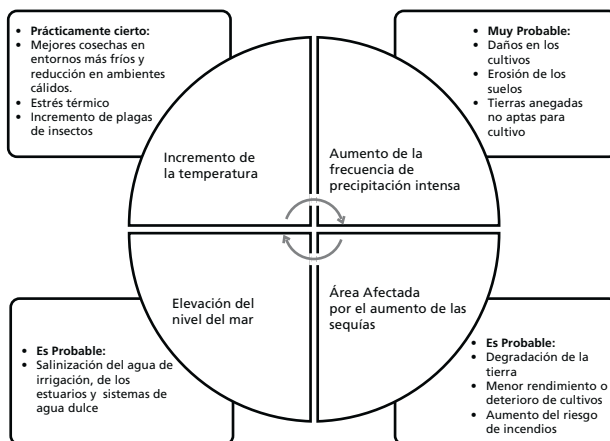 • Prácticamente cierto:
• Mejores cosechas en
entornos más fríos y
reducción en ambientes
cálidos.
• Estrés térmico
• Incremento de plagas
de insectos
• Muy Probable:
• Daños en los
cultivos
• Erosión de los
suelos
• Tierras anegadas
no aptas para
cultivo
Incremento de
la temperatura
Aumento de la
frecuencia de
precipitación intensa
Elevación del
nivel del mar
Área Afectada
por el aumento de las
sequías
• Es Probable:
• Salinización del agua de
irrigación, de los
estuarios y sistemas de
agua dulce
• Es Probable:
• Degradación de la
tierra
• Menor rendimiento o
deterioro de cultivos
• Aumento del riesgo
de incendios